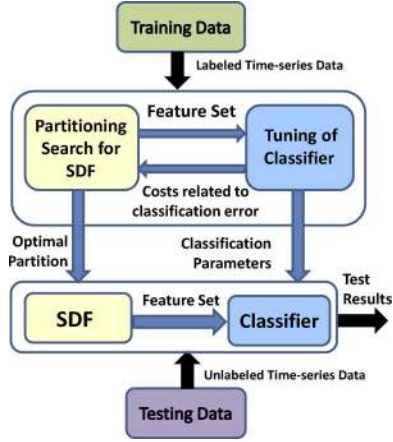 Training Data
Labeled Time-series Data
Partitioning
Search for
SDF
Feature Set
Tuning of
Classifier
Costs related to
classification error
Optimal
Partition
Classification
Parameters
Test
Results
SDF
Feature Set
Classifier
Unlabeled Time-series Data
Testing Data